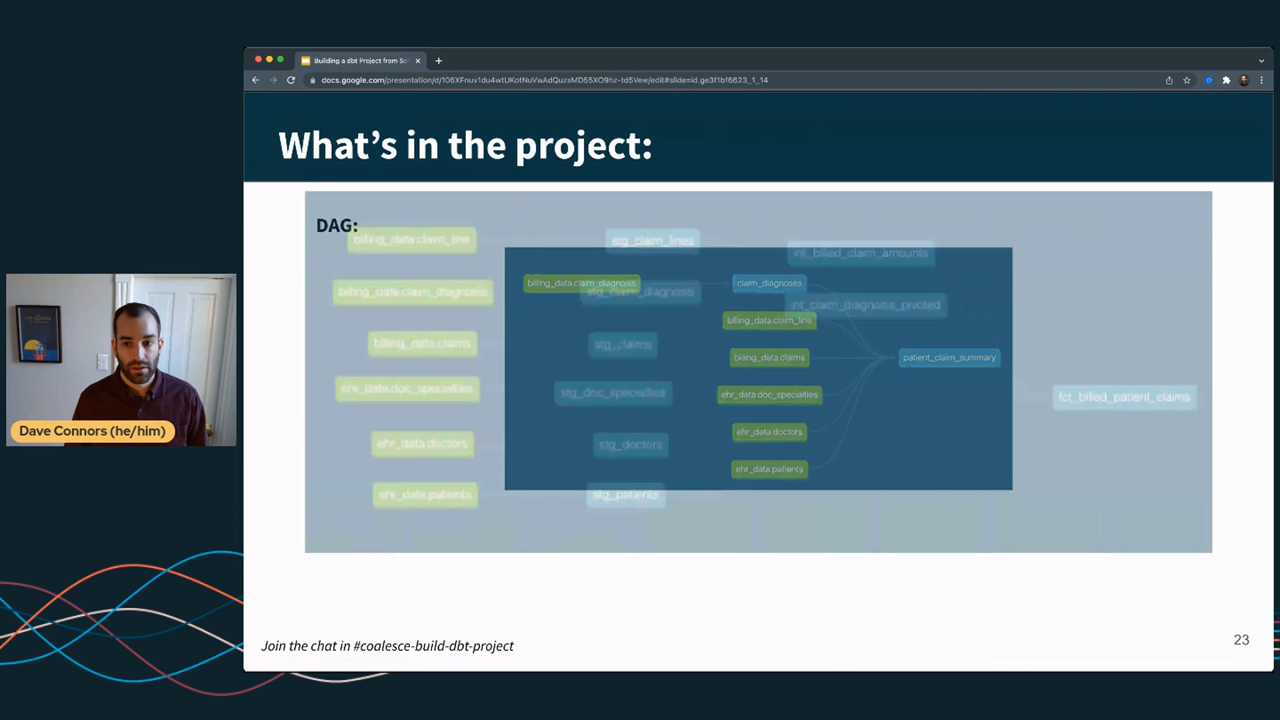 Building a dbt Project from Scr
docs.google.com/presentation/d/106XFnuv1du4wtUKotNuVwAdQuzsMD55XO9hz-td5Vew/edit#slide=id.ge3f1bf6623_1_14
What's in the project:
DAG:
billing_data.claim_line
stg_claim_lines
int_billed_claim_amounts
billing_data.claim_diagnosis
stg_claim_diagnosis
int_claim_diagnosis_pivoted
billing_data.claims
stg_claims
ehr_data.doc_specialties
stg_doc_specialties
fct_billed_patient_claims
ehr_data.doctors
stg_doctors
ehr_data.patients
stg_patients
billing_data.claim_diagnosis
claim_diagnoses
billing_data.claim_line
billing_data.claims
patient_claim_summary
ehr_data.doc_specialties
ehr_data.doctors
ehr_data.patients
Dave Connors (he/him)
Join the chat in #coalesce-build-dbt-project
23